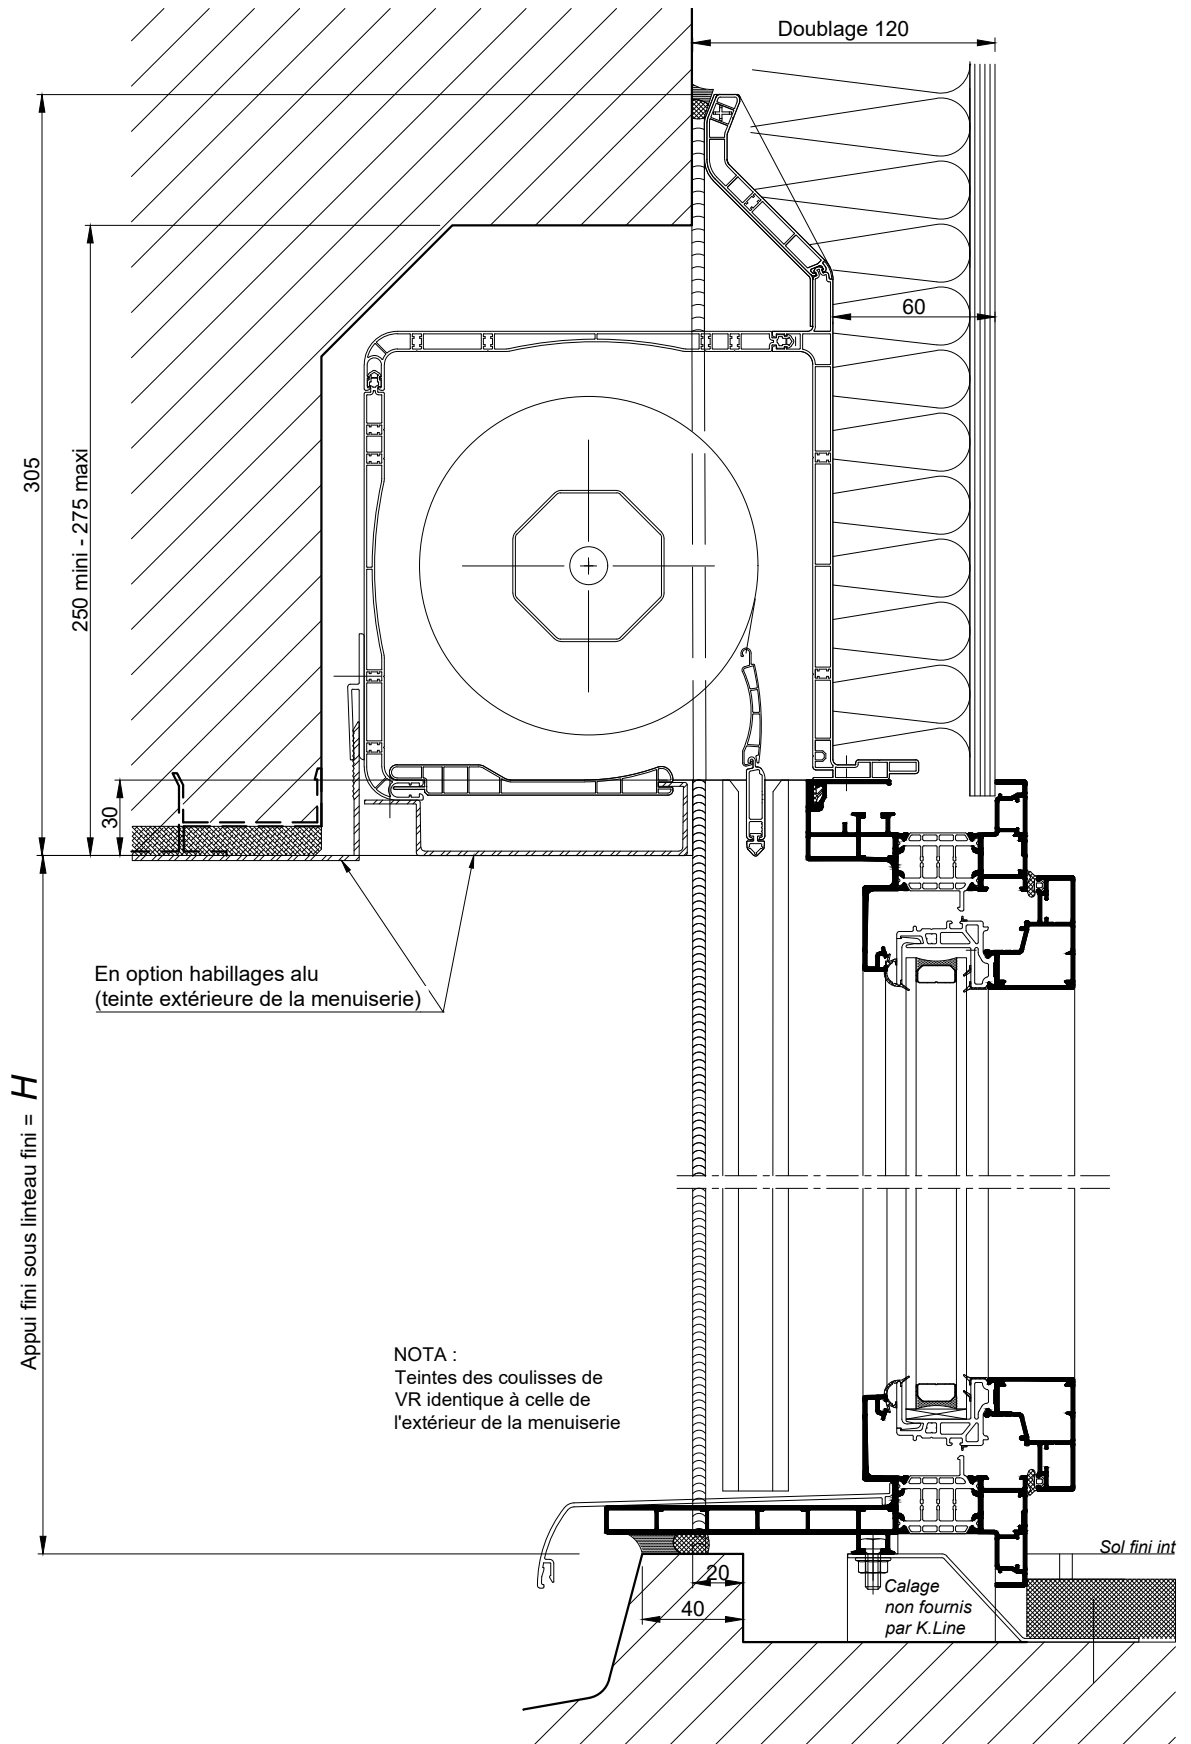 Doublage 120
60
305
250 mini - 275 maxi
30
En option habillages alu
(teinte extérieure de la menuiserie)
Appui fini sous linteau fini = H
NOTA :
Teintes des coulisses de
VR identique à celle de
l'extérieur de la menuiserie
Sol fini int
20
40
Calage
non fournis
par K.Line